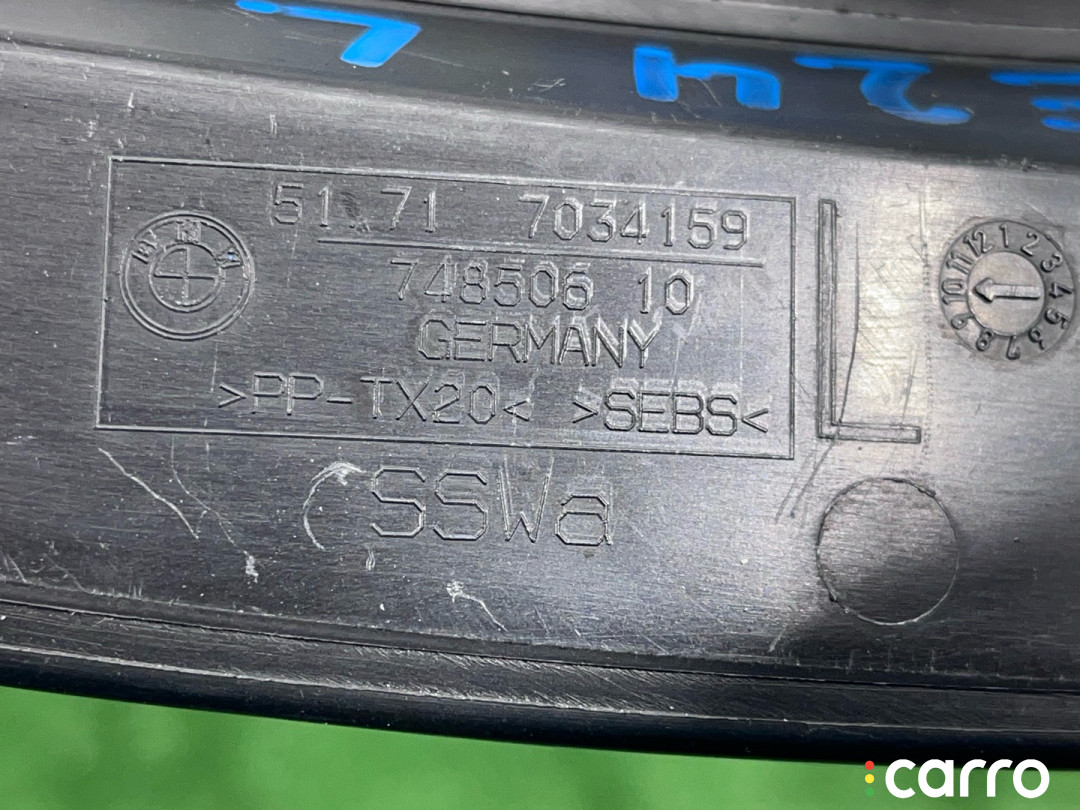 51 71 7034159
748506 10
GERMANY
>PP-TX20< >SEBS<
SSWa
12 1 2 3 4 5 6 7 8 9 10 11
carro